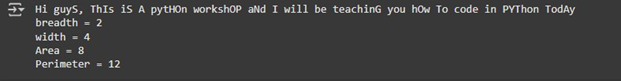 Hi guyS, ThIs iS A pytHOn workshOP aNd I will be teachinG you hOw To code in PYThon TodAy
breadth = 2
width = 4
Area = 8
Perimeter = 12